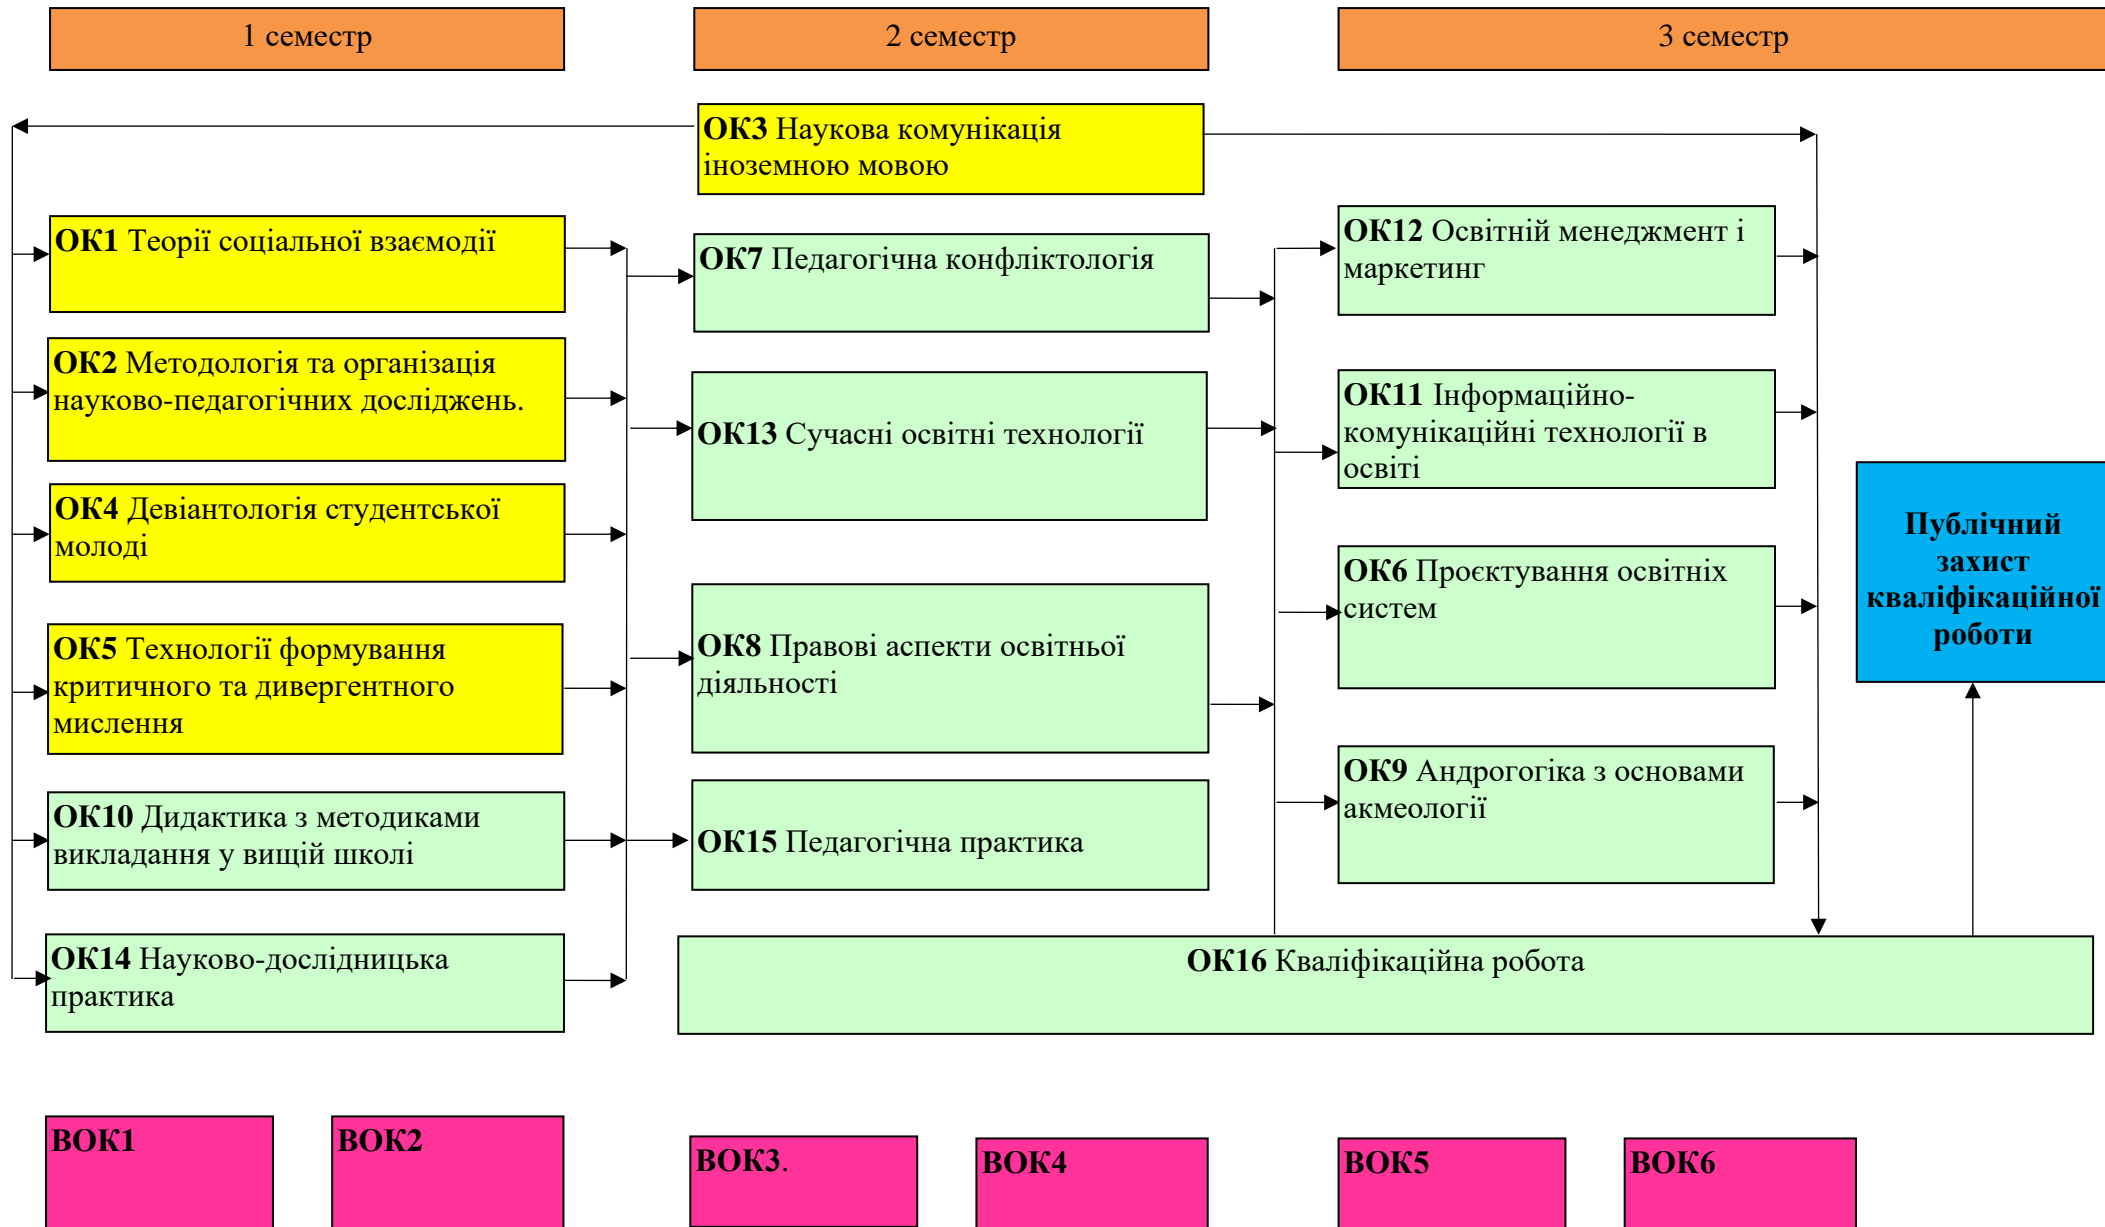 1 семестр
2 семестр
3 семестр
ОК3 Наукова комунікація
іноземною мовою
ОК1 Теорії соціальної взаємодії
ОК2 Методологія та організація
науково-педагогічних досліджень.
ОК4 Девіантологія студентської
молоді
ОК5 Технології формування
критичного та дивергентного
мислення
ОК10 Дидактика з методиками
викладання у вищій школі
ОК14 Науково-дослідницька
практика
ОК7 Педагогічна конфліктологія
ОК13 Сучасні освітні технології
ОК8 Правові аспекти освітньої
діяльності
ОК15 Педагогічна практика
ОК12 Освітній менеджмент і
маркетинг
ОК11 Інформаційно-
комунікаційні технології в
освіті
ОК6 Проєктування освітніх
систем
ОК9 Андрогогіка з основами
акмеології
Публічний
захист
кваліфікаційної
роботи
ОК16 Кваліфікаційна робота
ВОК1
ВОК2
ВОК3.
ВОК4
ВОК5
ВОК6